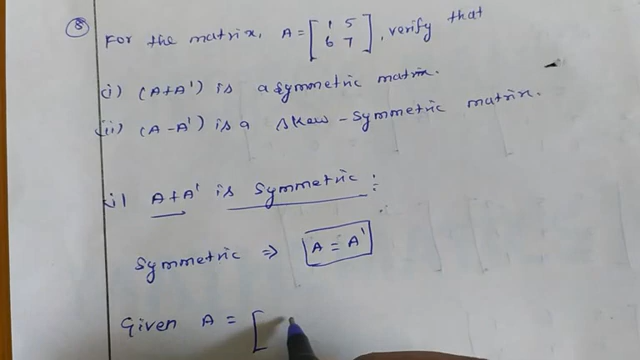 ⑧ For the matrix, A = [1 5
6 7], verify that
i) (A+A') is a symmetric matrix.
ii) (A-A') is a skew-symmetric matrix.
i) A+A' is symmetric:
Symmetric ⇒ A = A'
Given A = [